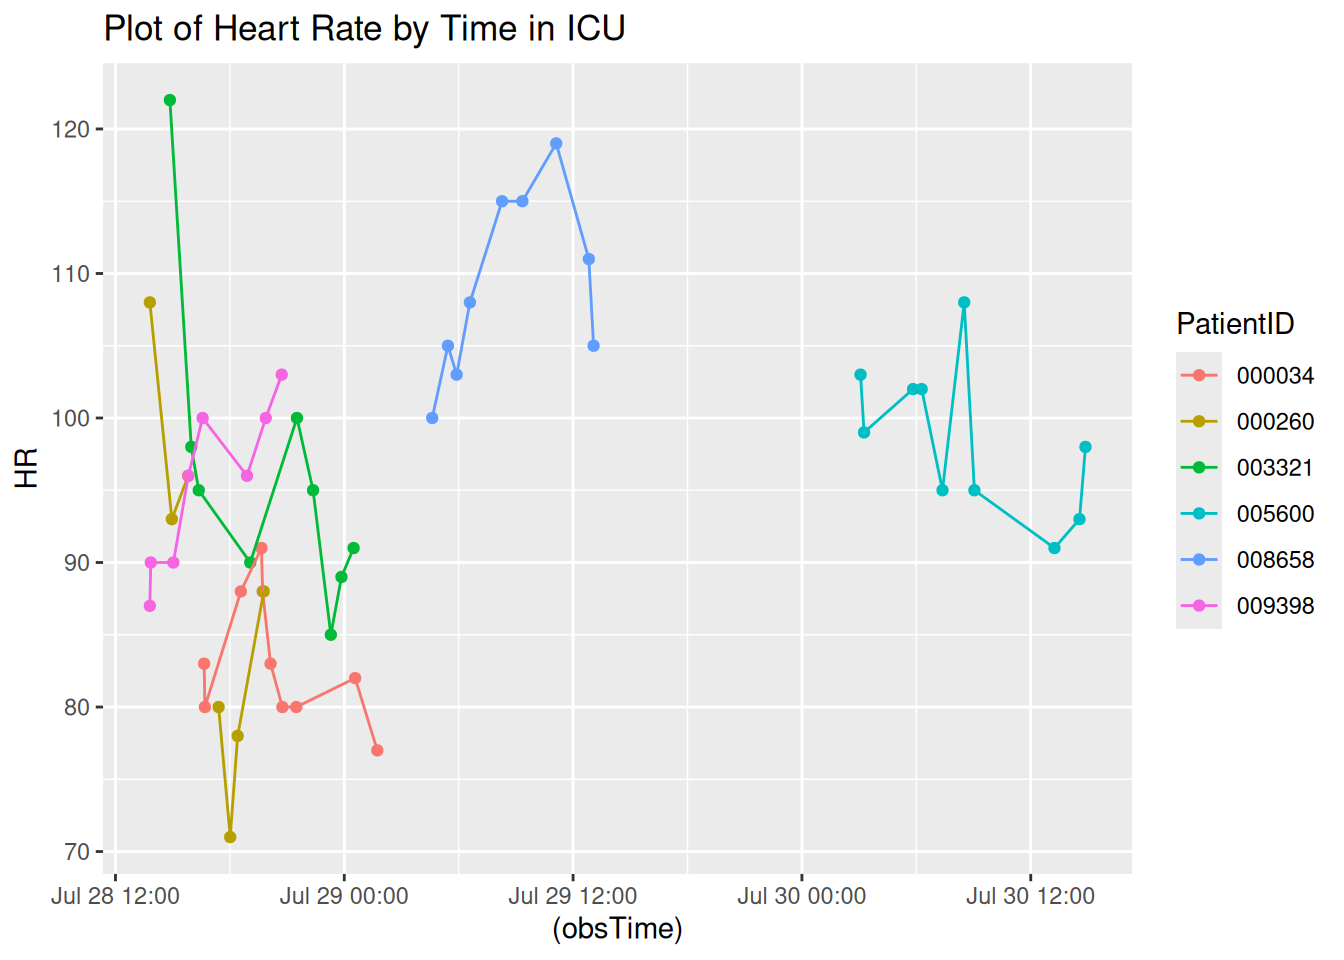 Plot of Heart Rate by Time in ICU
120
110
100
90
80
70
HR
Jul 28 12:00
Jul 29 00:00
Jul 29 12:00
Jul 30 00:00
Jul 30 12:00
(obsTime)
PatientID
000034
000260
003321
005600
008658
009398